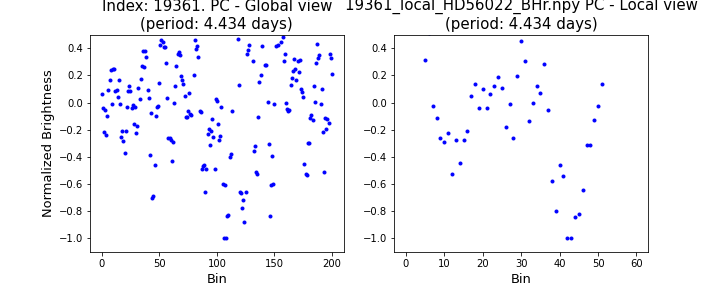 Index: 19361. PC - Global view
(period: 4.434 days)
19361_local_HD56022_BHr.npy PC - Local view
(period: 4.434 days)
Normalized Brightness
0.4
0.2
0.0
−0.2
−0.4
−0.6
−0.8
−1.0
0 50 100 150 200
Bin
0.4
0.2
0.0
−0.2
−0.4
−0.6
−0.8
−1.0
0 10 20 30 40 50 60
Bin